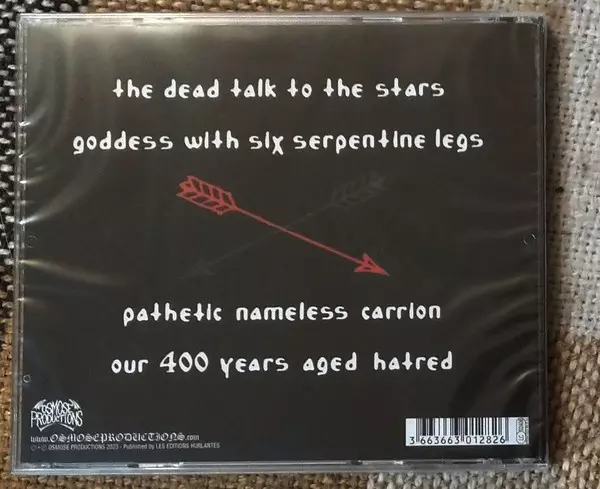 the dead talk to the stars
goddess with six serpentine legs
pathetic nameless carrion
our 400 years aged hatred
OSMOSE
PRODUCTIONS
www.OSMOSEPRODUCTIONS.com
℗ + © OSMOSE PRODUCTIONS 2023 - Published by LES EDITIONS HURLANTES
3 663663 012826